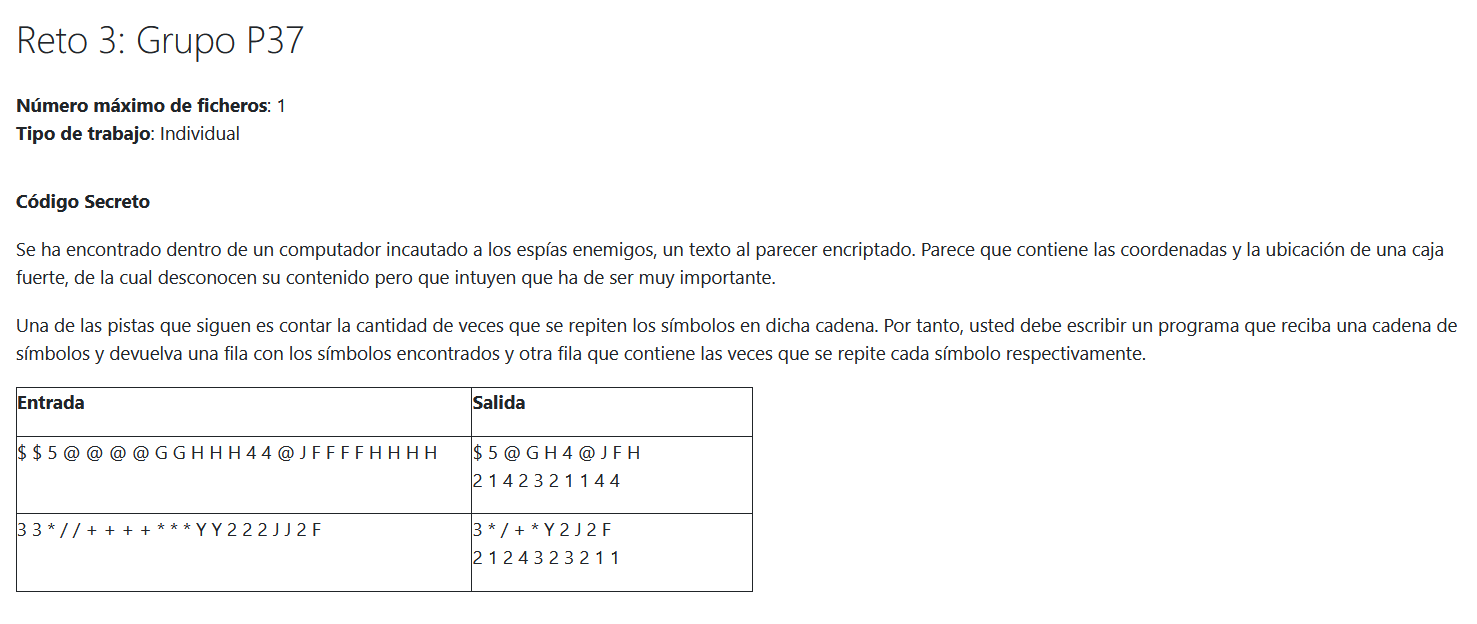 Reto 3: Grupo P37
Número máximo de ficheros: 1
Tipo de trabajo: Individual
Código Secreto
Se ha encontrado dentro de un computador incautado a los espías enemigos, un texto al parecer encriptado. Parece que contiene las coordenadas y la ubicación de una caja
fuerte, de la cual desconocen su contenido pero que intuyen que ha de ser muy importante.
Una de las pistas que siguen es contar la cantidad de veces que se repiten los símbolos en dicha cadena. Por tanto, usted debe escribir un programa que reciba una cadena de
símbolos y devuelva una fila con los símbolos encontrados y otra fila que contiene las veces que se repite cada símbolo respectivamente.
Entrada
Salida
$ $ 5 @ @ @ @ G G H H H 4 4 @ J F F F F H H H H
$ 5 @ G H 4 @ J F H
2 1 4 2 3 2 1 1 4 4
3 3 * / / + + + + * * * Y Y 2 2 2 J J 2 F
3 * / + * Y 2 J 2 F
2 1 2 4 3 2 3 2 1 1